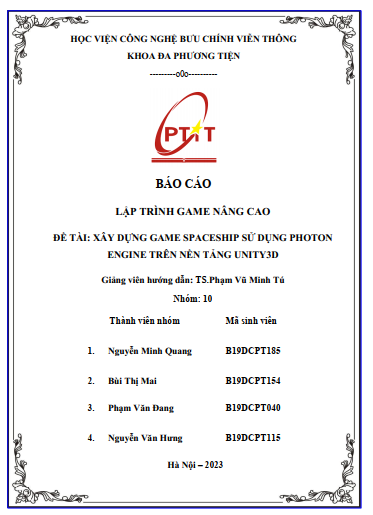 HỌC VIỆN CÔNG NGHỆ BƯU CHÍNH VIỄN THÔNG
KHOA ĐA PHƯƠNG TIỆN
---------o0o----------
PTIT
BÁO CÁO
LẬP TRÌNH GAME NÂNG CAO
ĐỀ TÀI: XÂY DỰNG GAME SPACESHIP SỬ DỤNG PHOTON
ENGINE TRÊN NỀN TẢNG UNITY3D
Giảng viên hướng dẫn: TS.Phạm Vũ Minh Tú
Nhóm: 10
Thành viên nhóm Mã sinh viên
1. Nguyễn Minh Quang B19DCPT185
2. Bùi Thị Mai B19DCPT154
3. Phạm Văn Đang B19DCPT040
4. Nguyễn Văn Hưng B19DCPT115
Hà Nội – 2023